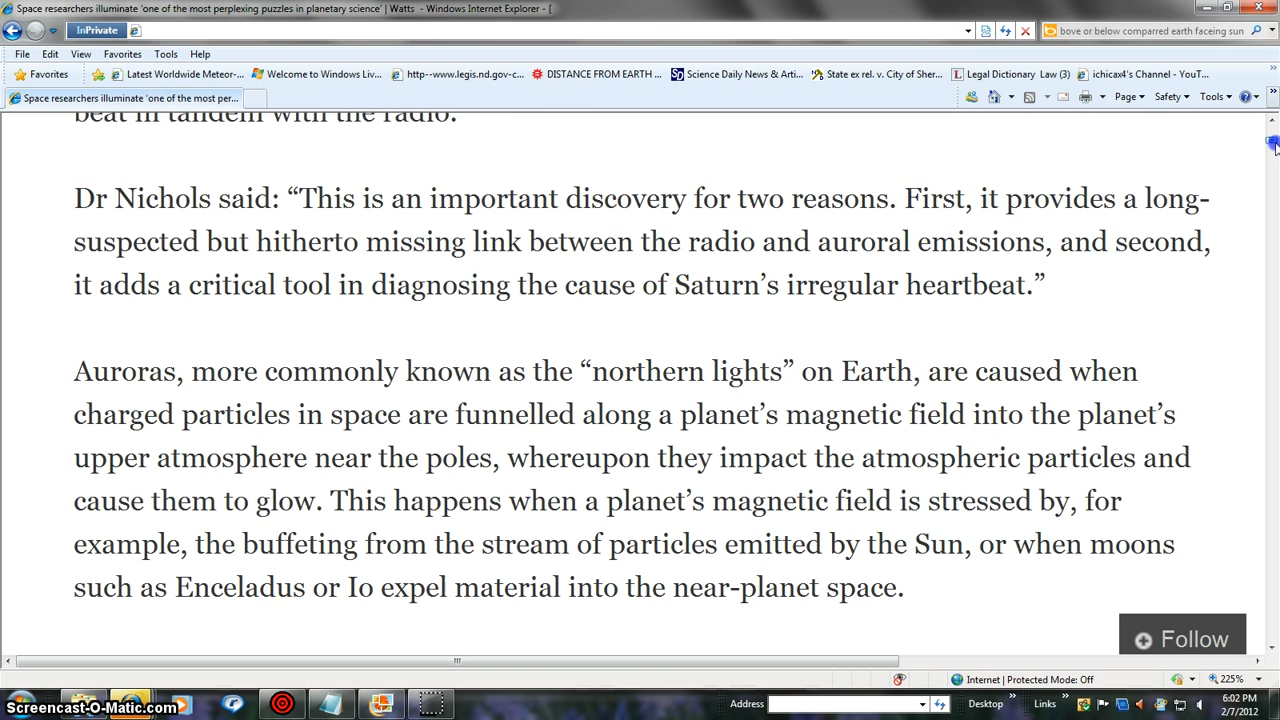 Space researchers illuminate 'one of the most perplexing puzzles in planetary science' | Watts - Windows Internet Explorer - [
InPrivate
bove or below comparred earth faceing sun
File Edit View Favorites Tools Help
Favorites Latest Worldwide Meteor-... Welcome to Windows Liv... http--www.legis.nd.gov-c... DISTANCE FROM EARTH ... Science Daily News & Arti... State ex rel. v. City of Sher... Legal Dictionary Law (3) ichicax4's Channel - YouT...
Space researchers illuminate 'one of the most per...
Page Safety Tools
beat in tandem with the radio.
Dr Nichols said: “This is an important discovery for two reasons. First, it provides a long-
suspected but hitherto missing link between the radio and auroral emissions, and second,
it adds a critical tool in diagnosing the cause of Saturn’s irregular heartbeat.”
Auroras, more commonly known as the “northern lights” on Earth, are caused when
charged particles in space are funnelled along a planet’s magnetic field into the planet’s
upper atmosphere near the poles, whereupon they impact the atmospheric particles and
cause them to glow. This happens when a planet’s magnetic field is stressed by, for
example, the buffeting from the stream of particles emitted by the Sun, or when moons
such as Enceladus or Io expel material into the near-planet space.
Follow
Internet | Protected Mode: Off
225%
Address Desktop Links
6:02 PM
2/7/2012
Screencast-O-Matic.com